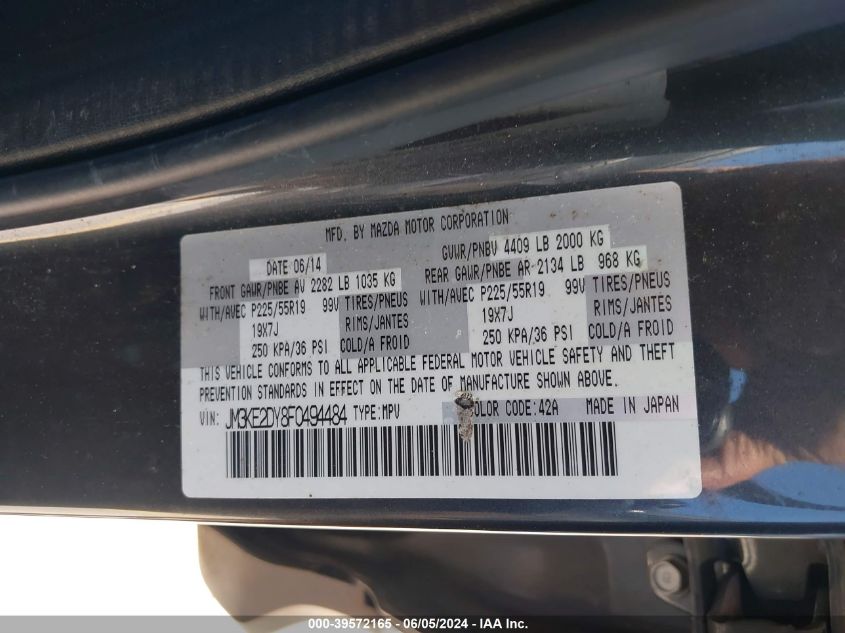 MFD. BY MAZDA MOTOR CORPORATION
DATE 06/14 GVWR/PNBV 4409 LB 2000 KG
FRONT GAWR/PNBE AV 2282 LB 1035 KG REAR GAWR/PNBE AR 2134 LB 968 KG
WITH/AVEC P225/55R19 99V TIRES/PNEUS WITH/AVEC P225/55R19 99V TIRES/PNEUS
19X7J RIMS/JANTES 19X7J RIMS/JANTES
250 KPA/36 PSI COLD/A FROID 250 KPA/36 PSI COLD/A FROID
THIS VEHICLE CONFORMS TO ALL APPLICABLE FEDERAL MOTOR VEHICLE SAFETY AND THEFT
PREVENTION STANDARDS IN EFFECT ON THE DATE OF MANUFACTURE SHOWN ABOVE.
VIN: JM3KE2DY8F0494484 TYPE:MPV COLOR CODE:42A MADE IN JAPAN
000-39572165 - 06/05/2024 - IAA Inc.